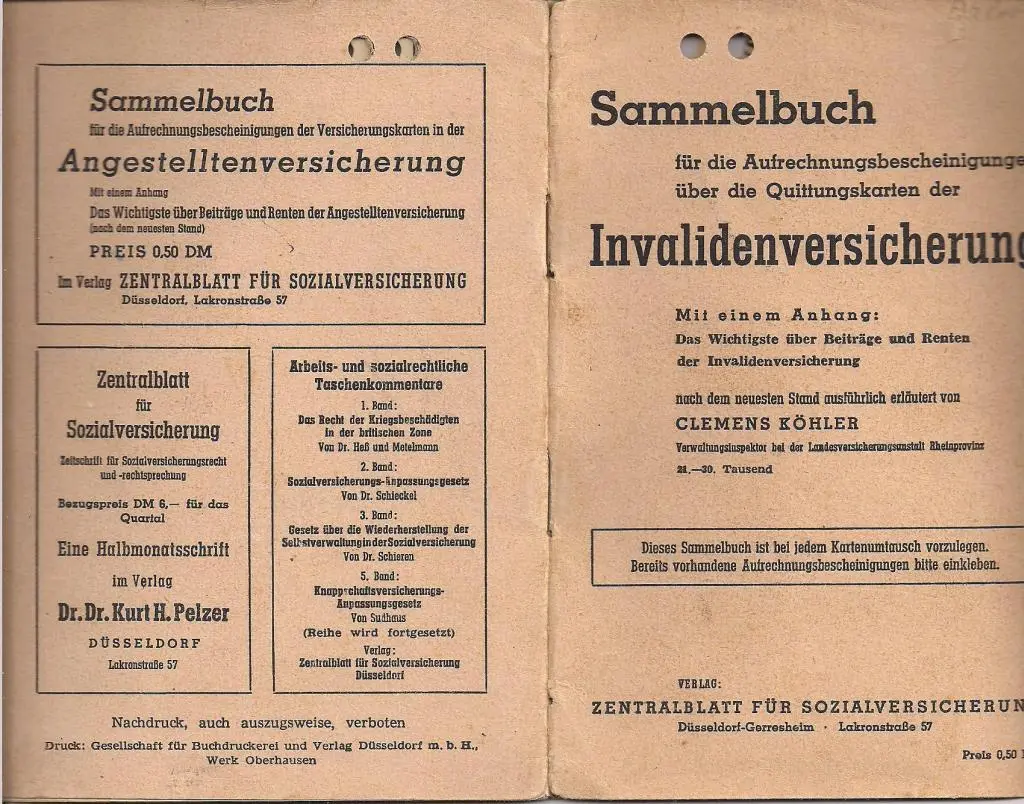 Sammelbuch
für die Aufrechnungsbescheinigungen der Versicherungskarten in der
Angestelltenversicherung
Mit einem Anhang
Das Wichtigste über Beiträge und Renten der Angestelltenversicherung
(nach dem neuesten Stand)
PREIS 0,50 DM
Im Verlag ZENTRALBLATT FÜR SOZIALVERSICHERUNG
Düsseldorf, Lakronstraße 57
Zentralblatt
für
Sozialversicherung
Zeitschrift für Sozialversicherungsrecht
und -rechtsprechung
Bezugspreis DM 6,— für das
Quartal
Eine Halbmonatsschrift
im Verlag
Dr. Dr. Kurt H. Pelzer
DÜSSELDORF
Lakronstraße 57
Arbeits- und sozialrechtliche
Taschenkommentare
1. Band:
Das Recht der Kriegsbeschädigten
in der britischen Zone
Von Dr. Heß und Metelmann
2. Band:
Sozialversicherungs-Anpassungsgesetz
Von Dr. Schieckel
3. Band:
Gesetz über die Wiederherstellung der
Selbstverwaltung in der Sozialversicherung
Von Dr. Schieren
5. Band:
Knappschaftsversicherungs-
Anpassungsgesetz
Von Sudhaus
(Reihe wird fortgesetzt)
Verlag:
Zentralblatt für Sozialversicherung
Düsseldorf
Nachdruck, auch auszugsweise, verboten
Druck: Gesellschaft für Buchdruckerei und Verlag Düsseldorf m. b. H.,
Werk Oberhausen
Sammelbuch
für die Aufrechnungsbescheinigunge
über die Quittungskarten der
Invalidenversicherung
Mit einem Anhang:
Das Wichtigste über Beiträge und Renten
der Invalidenversicherung
nach dem neuesten Stand ausführlich erläutert von
CLEMENS KÖHLER
Verwaltungsinspektor bei der Landesversicherungsanstalt Rheinprovinz
21.—30. Tausend
Dieses Sammelbuch ist bei jedem Kartenumtausch vorzulegen.
Bereits vorhandene Aufrechnungsbescheinigungen bitte einkleben.
VERLAG:
ZENTRALBLATT FÜR SOZIALVERSICHERUN
Düsseldorf-Gerresheim · Lakronstraße 57
Preis 0,50